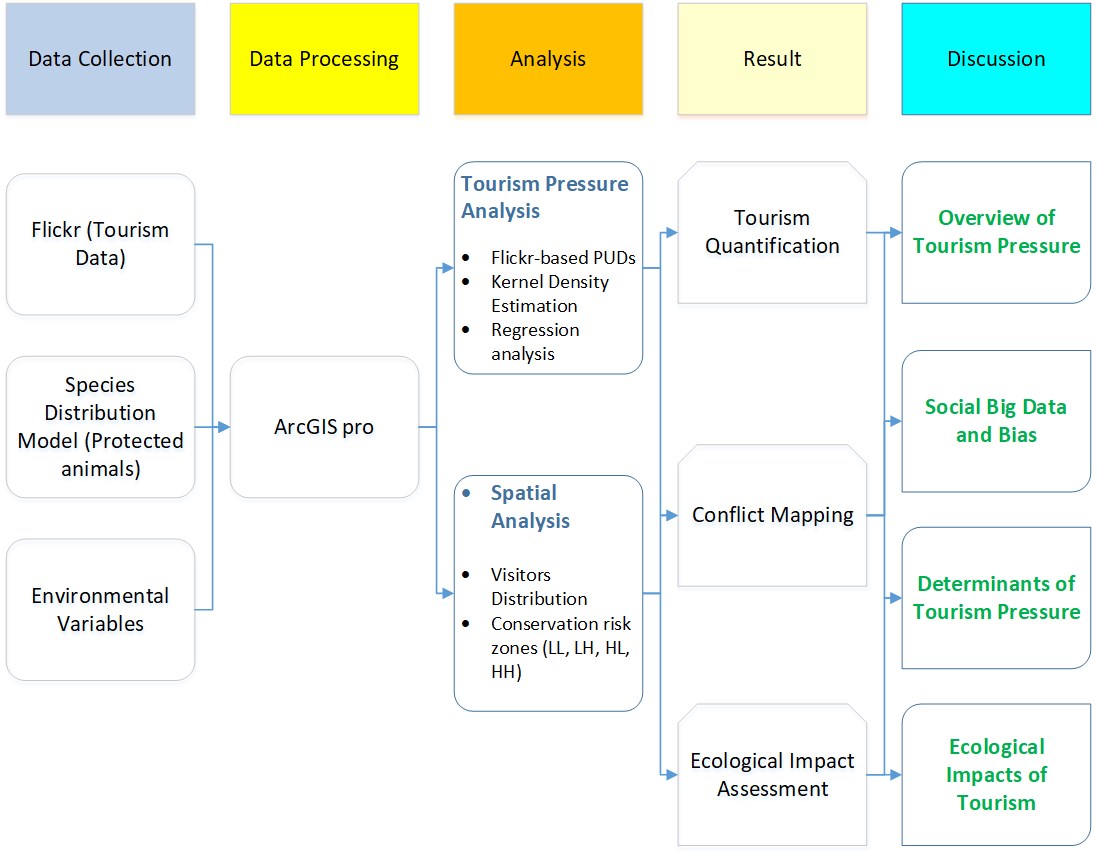 Data Collection
Data Processing
Analysis
Result
Discussion
Flickr (Tourism
Data)
Species
Distribution
Model (Protected
animals)
Environmental
Variables
ArcGIS pro
Tourism Pressure
Analysis
• Flickr-based PUDs
• Kernel Density
Estimation
• Regression
analysis
• Spatial
Analysis
• Visitors
Distribution
• Conservation risk
zones (LL, LH, HL,
HH)
Tourism
Quantification
Conflict Mapping
Ecological Impact
Assessment
Overview of
Tourism Pressure
Social Big Data
and Bias
Determinants of
Tourism Pressure
Ecological
Impacts of
Tourism